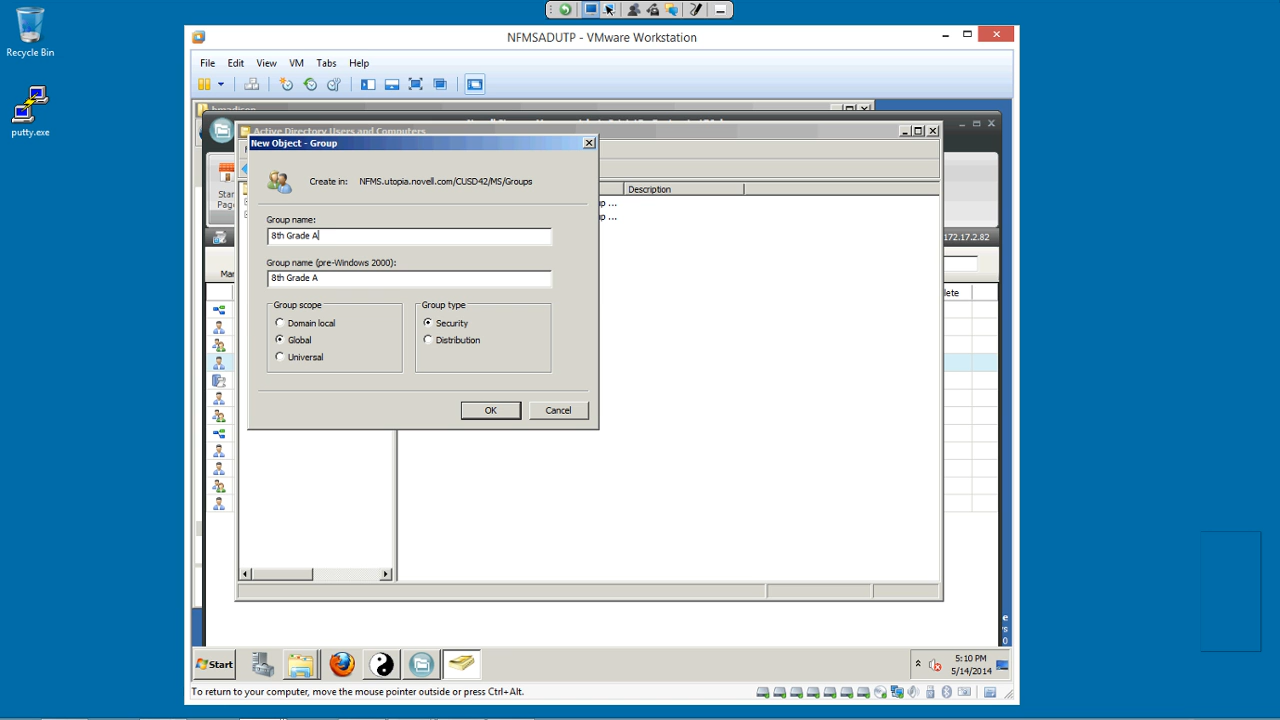 Recycle Bin
putty.exe
NFMSADUTP - VMware Workstation
File Edit View VM Tabs Help
Active Directory Users and Computers
New Object - Group
Create in: NFMS.utopia.novell.com/CUSD42/MS/Groups
Description
Group name:
8th Grade A
Group name (pre-Windows 2000):
8th Grade A
172.17.2.82
Group scope
Group type
Domain local
Security
Global
Distribution
Universal
OK
Cancel
Start
5:10 PM
5/14/2014
To return to your computer, move the mouse pointer outside or press Ctrl+Alt.